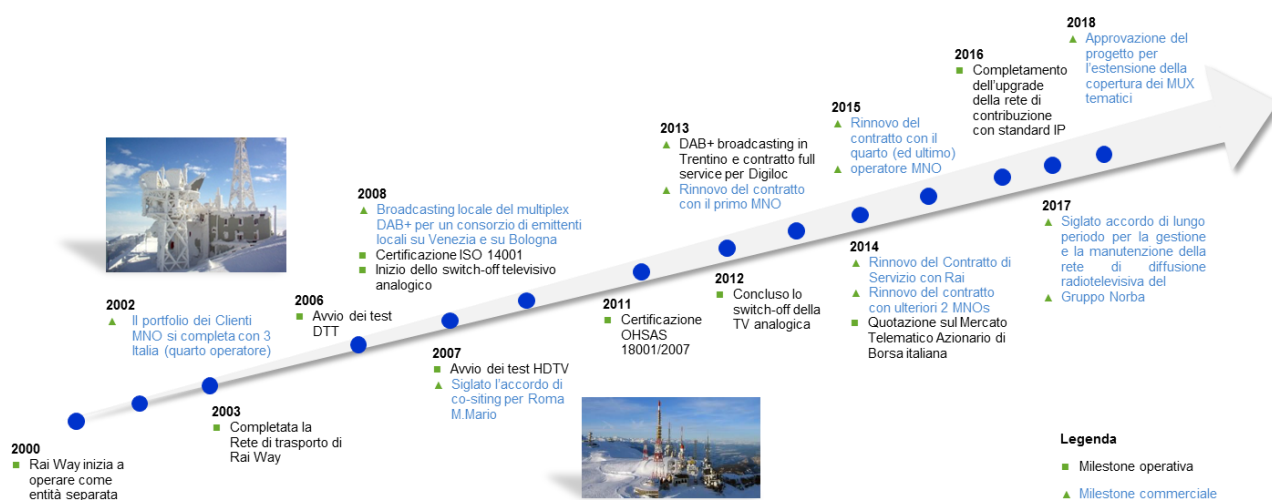 2000
■ Rai Way inizia a
operare come
entità separata
2002
▲ Il portfolio dei Clienti
MNO si completa con 3
Italia (quarto operatore)
2003
■ Completata la
Rete di trasporto di
Rai Way
2006
■ Avvio dei test
DTT
2007
■ Avvio dei test HDTV
▲ Siglato l'accordo di
co-siting per Roma
M.Mario
2008
▲ Broadcasting locale del multiplex
DAB+ per un consorzio di emittenti
locali su Venezia e su Bologna
■ Certificazione ISO 14001
■ Inizio dello switch-off televisivo
analogico
2011
■ Certificazione
OHSAS
18001/2007
2012
■ Concluso lo
switch-off della
TV analogica
2013
▲ DAB+ broadcasting in
Trentino e contratto full
service per Digiloc
▲ Rinnovo del contratto
con il primo MNO
2014
▲ Rinnovo del Contratto di
Servizio con Rai
▲ Rinnovo del contratto
con ulteriori 2 MNOs
■ Quotazione sul Mercato
Telematico Azionario di
Borsa italiana
2015
▲ Rinnovo del
contratto con il
quarto (ed ultimo)
▲ operatore MNO
2016
■ Completamento
dell'upgrade
della rete di
contribuzione
con standard IP
2017
▲ Siglato accordo di lungo
periodo per la gestione
e la manutenzione della
rete di diffusione
radiotelevisiva del
▲ Gruppo Norba
2018
▲ Approvazione del
progetto per
l'estensione della
copertura dei MUX
tematici
Legenda
■ Milestone operativa
▲ Milestone commerciale